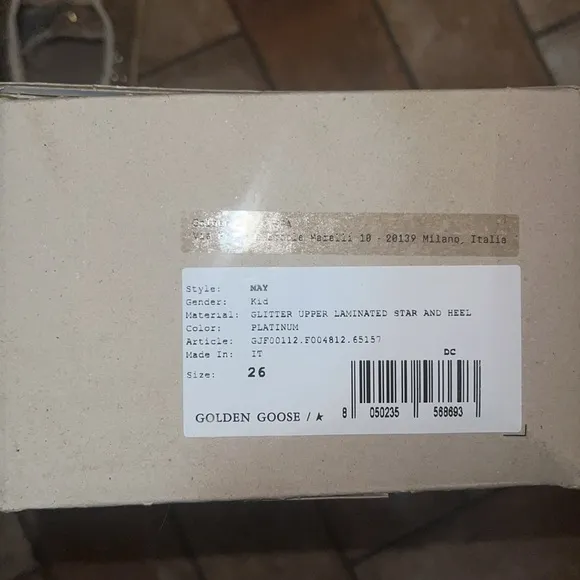 Marelli 10 - 20139 Milano, Italia
Style: MAY
Gender: Kid
Material: GLITTER UPPER LAMINATED STAR AND HEEL
Color: PLATINUM
Article: GJF00112.F004812.65157
Made In: IT
DC
Size: 26
GOLDEN GOOSE / ★
8 050235 568693